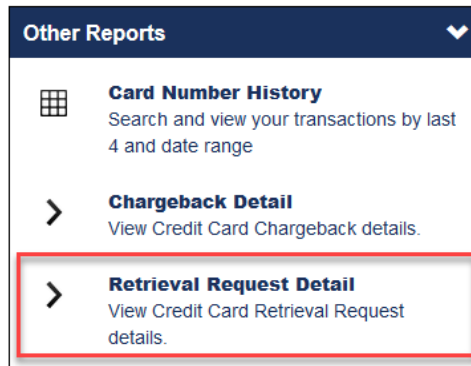 Other Reports
Card Number History
Search and view your transactions by last
4 and date range
Chargeback Detail
View Credit Card Chargeback details.
Retrieval Request Detail
View Credit Card Retrieval Request
details.